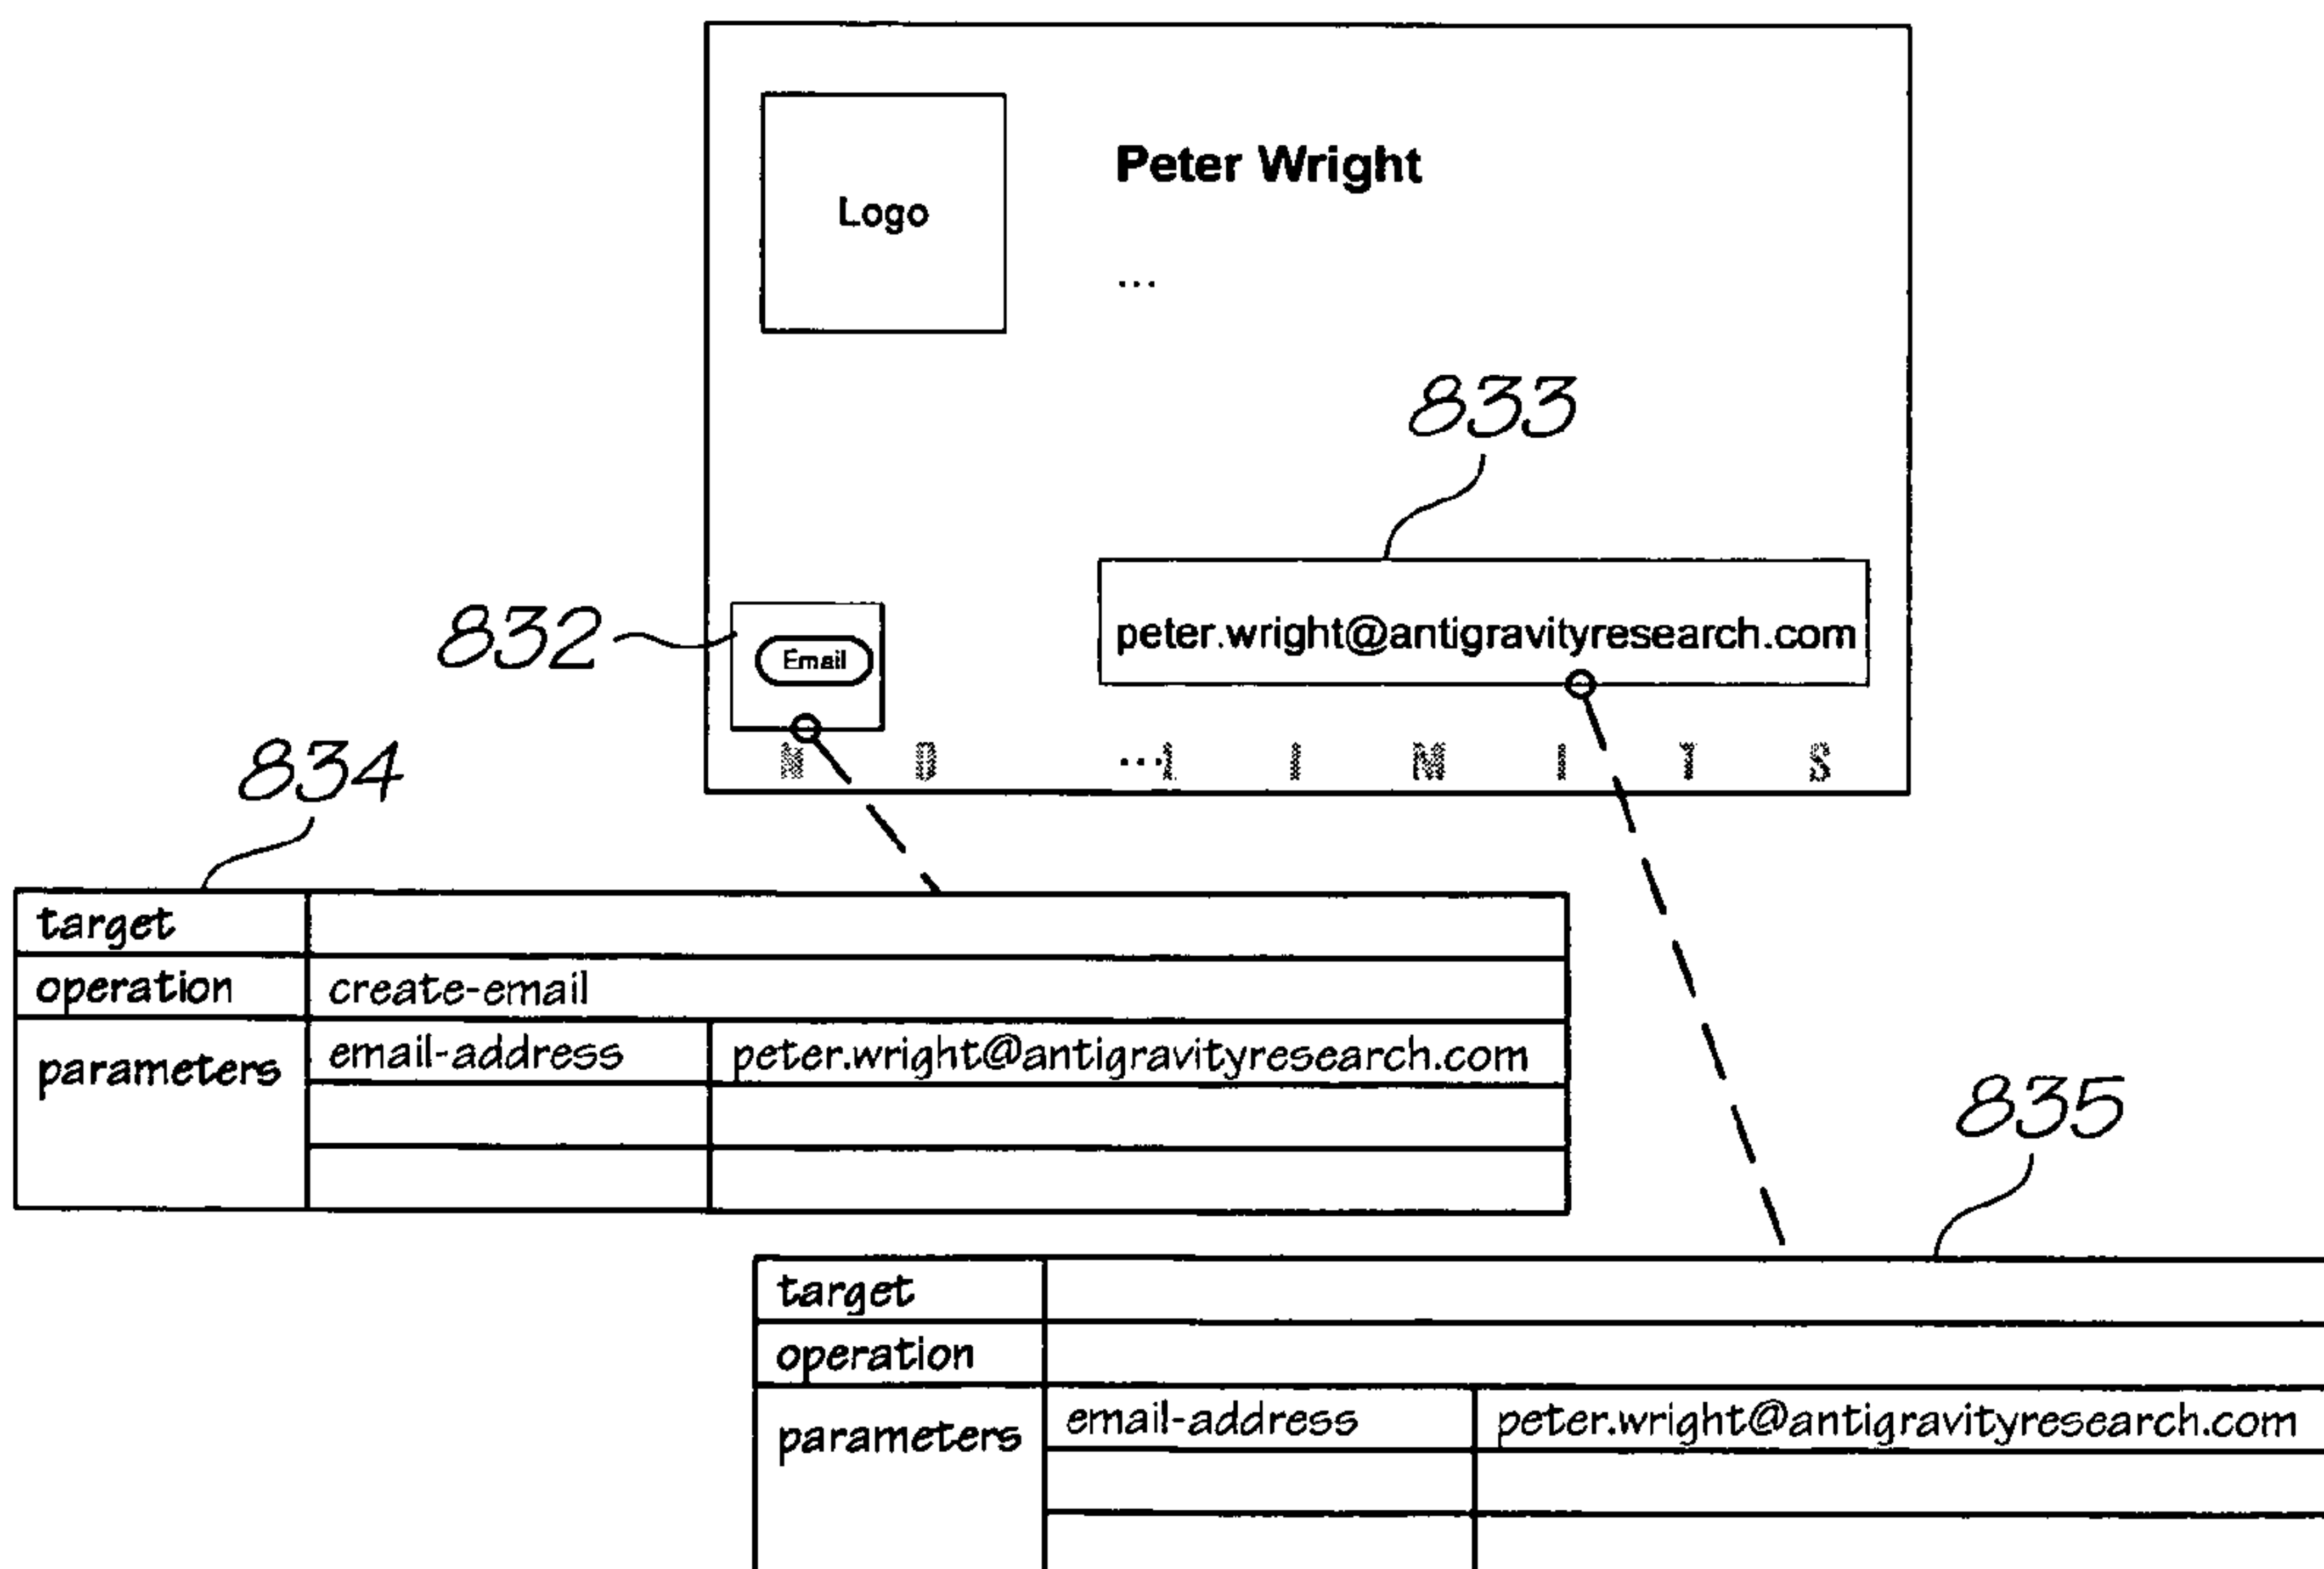 Peter Wright
Logo
...
833
peter.wright@antigravityresearch.com
832
Email
...
834
target
operation create-email
parameters email-address peter.wright@antigravityresearch.com
835
target
operation
parameters email-address peter.wright@antigravityresearch.com